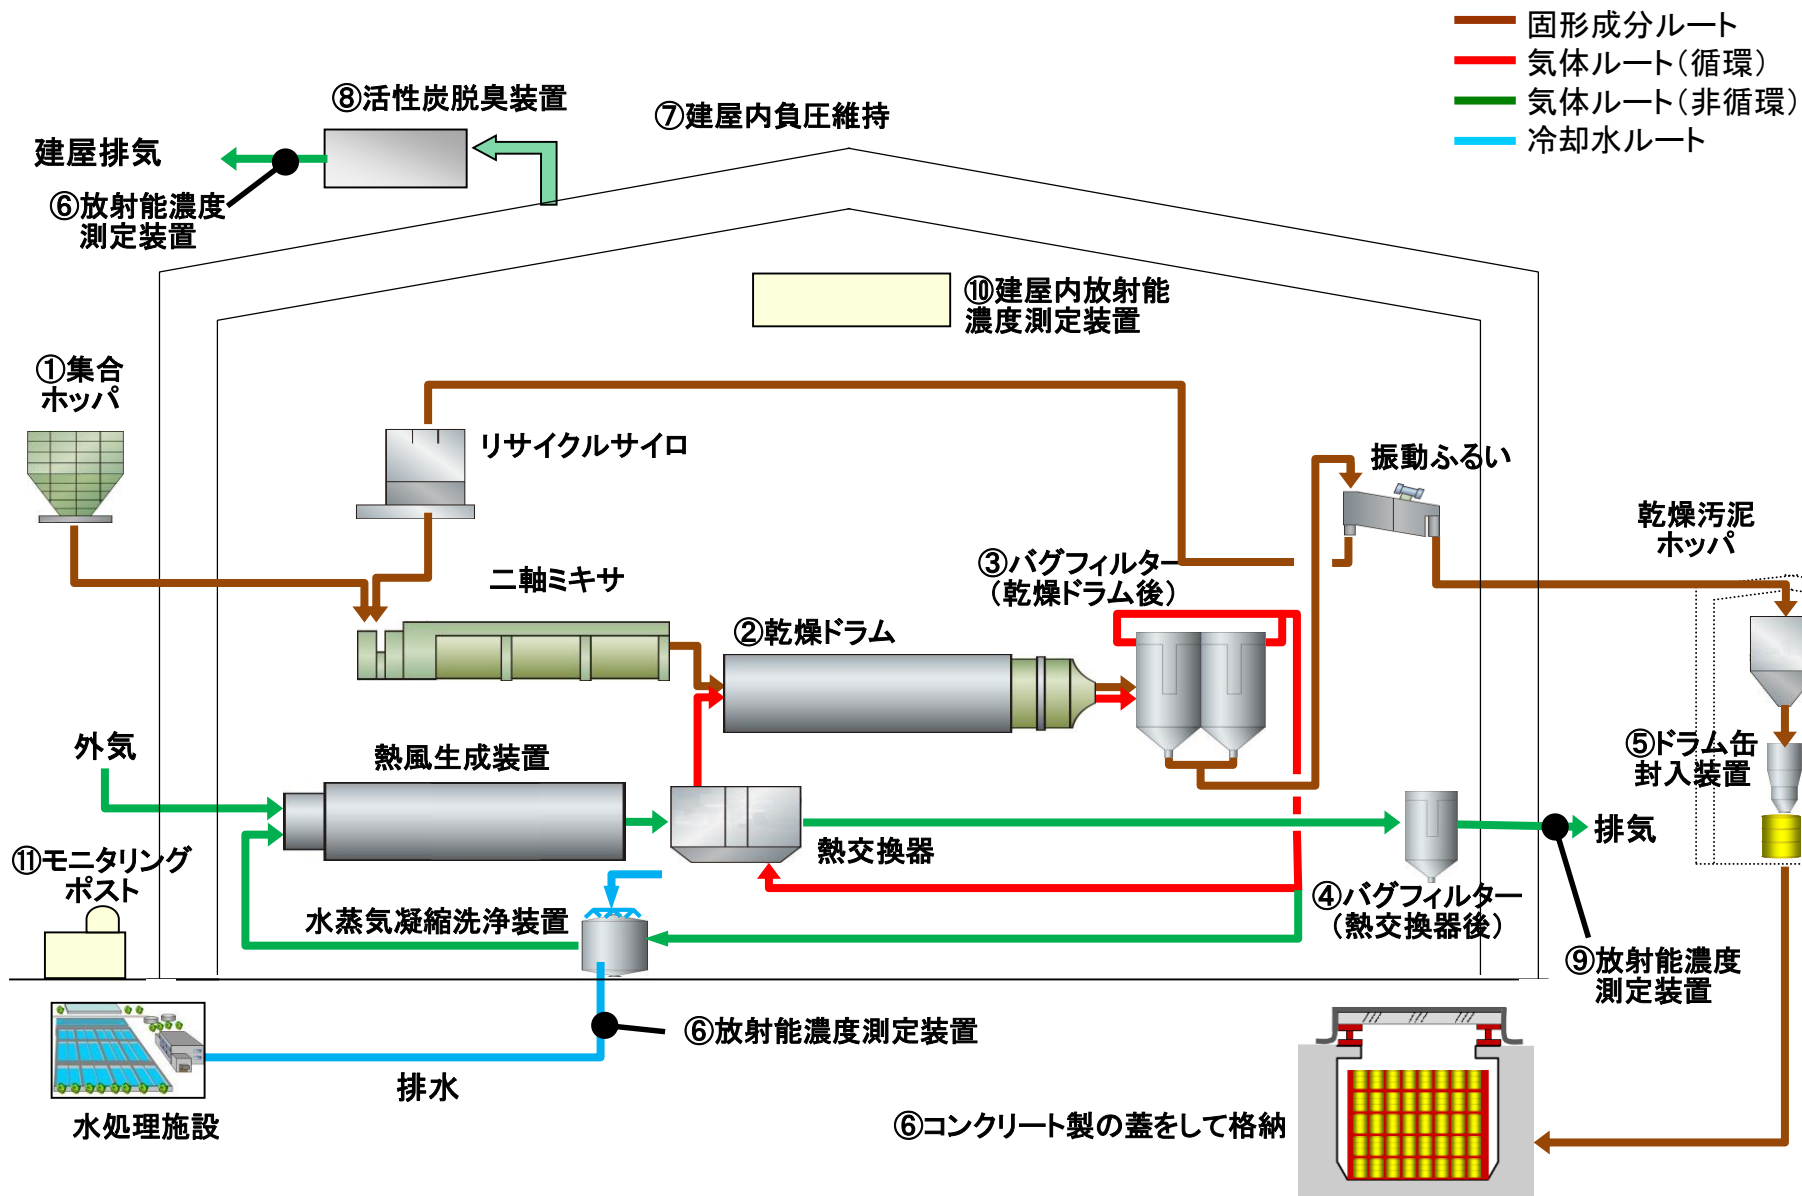 固形成分ルート
気体ルート（循環）
気体ルート（非循環）
冷却水ルート
⑧活性炭脱臭装置
⑦建屋内負圧維持
建屋排気
⑥放射能濃度
測定装置
⑩建屋内放射能
濃度測定装置
①集合
ホッパ
リサイクルサイロ
振動ふるい
乾燥汚泥
ホッパ
二軸ミキサ
③バグフィルター
（乾燥ドラム後）
②乾燥ドラム
外気
熱風生成装置
⑤ドラム缶
封入装置
排気
熱交換器
⑪モニタリング
ポスト
水蒸気凝縮洗浄装置
④バグフィルター
（熱交換器後）
⑨放射能濃度
測定装置
⑥放射能濃度測定装置
排水
水処理施設
⑥コンクリート製の蓋をして格納